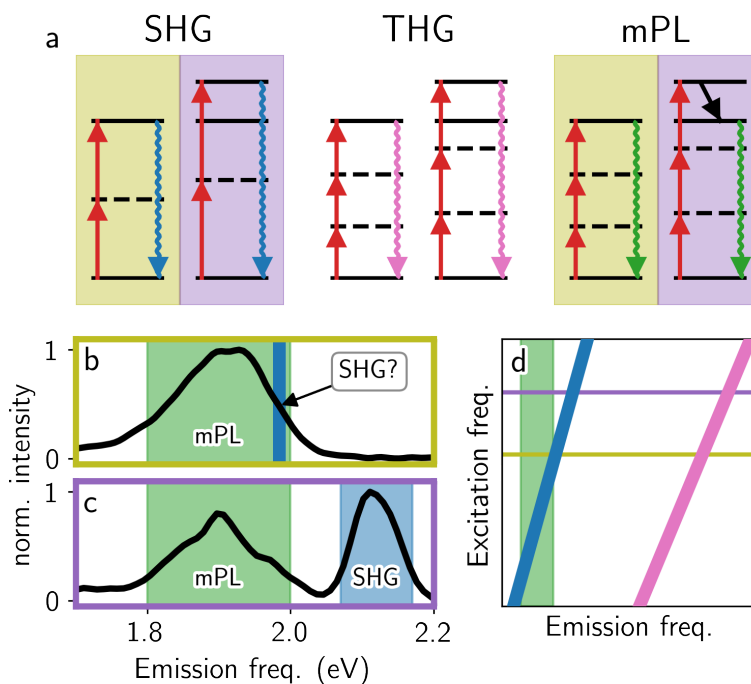 SHG THG mPL
a
b
SHG?
mPL
1
0
c
mPL
SHG
1
0
norm. intensity
1.8 2.0 2.2
Emission freq. (eV)
d
Excitation freq.
Emission freq.